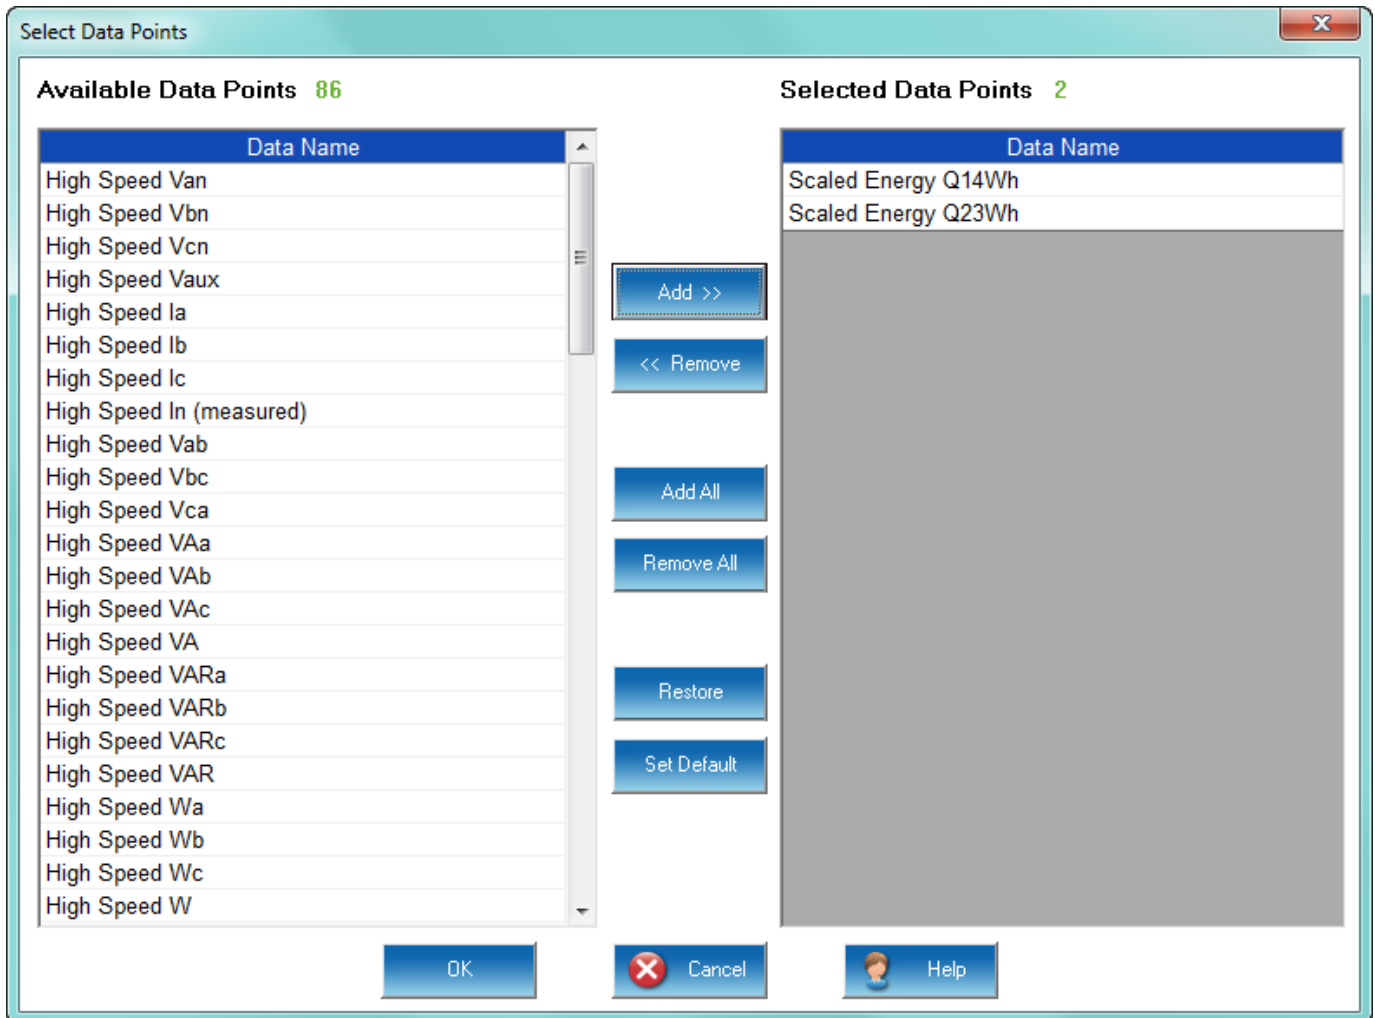 Select Data Points
Available Data Points 86
Data Name
High Speed Van
High Speed Vbn
High Speed Vcn
High Speed Vaux
High Speed Ia
High Speed Ib
High Speed Ic
High Speed In (measured)
High Speed Vab
High Speed Vbc
High Speed Vca
High Speed VAa
High Speed VAb
High Speed VAc
High Speed VA
High Speed VARa
High Speed VARb
High Speed VARc
High Speed VAR
High Speed Wa
High Speed Wb
High Speed Wc
High Speed W
Add >>
<< Remove
Add All
Remove All
Restore
Set Default
Selected Data Points 2
Data Name
Scaled Energy Q14Wh
Scaled Energy Q23Wh
OK
Cancel
Help